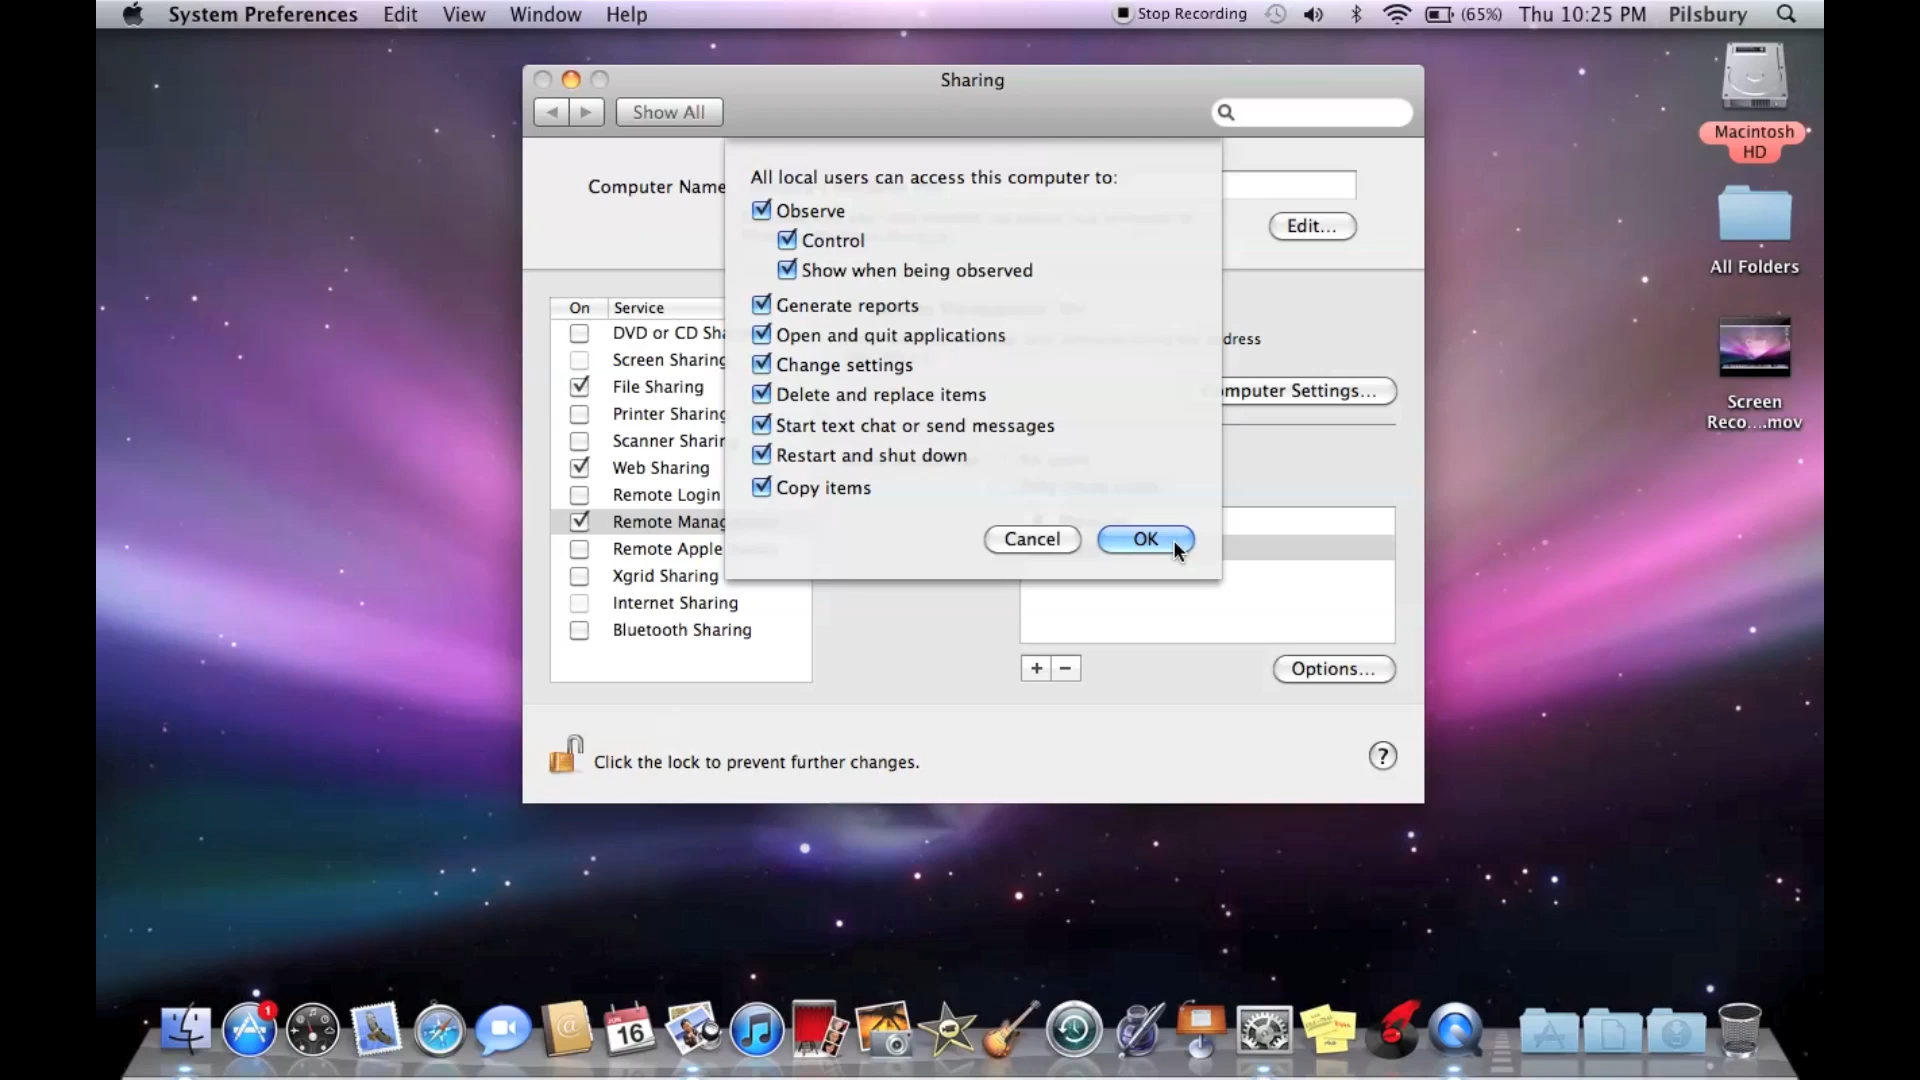 System Preferences Edit View Window Help Stop Recording (65%) Thu 10:25 PM Pilsbury
Sharing
Show All
Computer Name
Edit...
All local users can access this computer to:
Observe
Control
Show when being observed
Generate reports
Open and quit applications
Change settings
Delete and replace items
Start text chat or send messages
Restart and shut down
Copy items
Cancel OK
On Service
DVD or CD Sha
Screen Sharing
File Sharing
Printer Sharing
Scanner Sharin
Web Sharing
Remote Login
Remote Manag
Remote Apple
Xgrid Sharing
Internet Sharing
Bluetooth Sharing
dress
mputer Settings...
+ −
Options...
Click the lock to prevent further changes.
?
Macintosh
HD
All Folders
Screen
Reco....mov
1
JUN
16